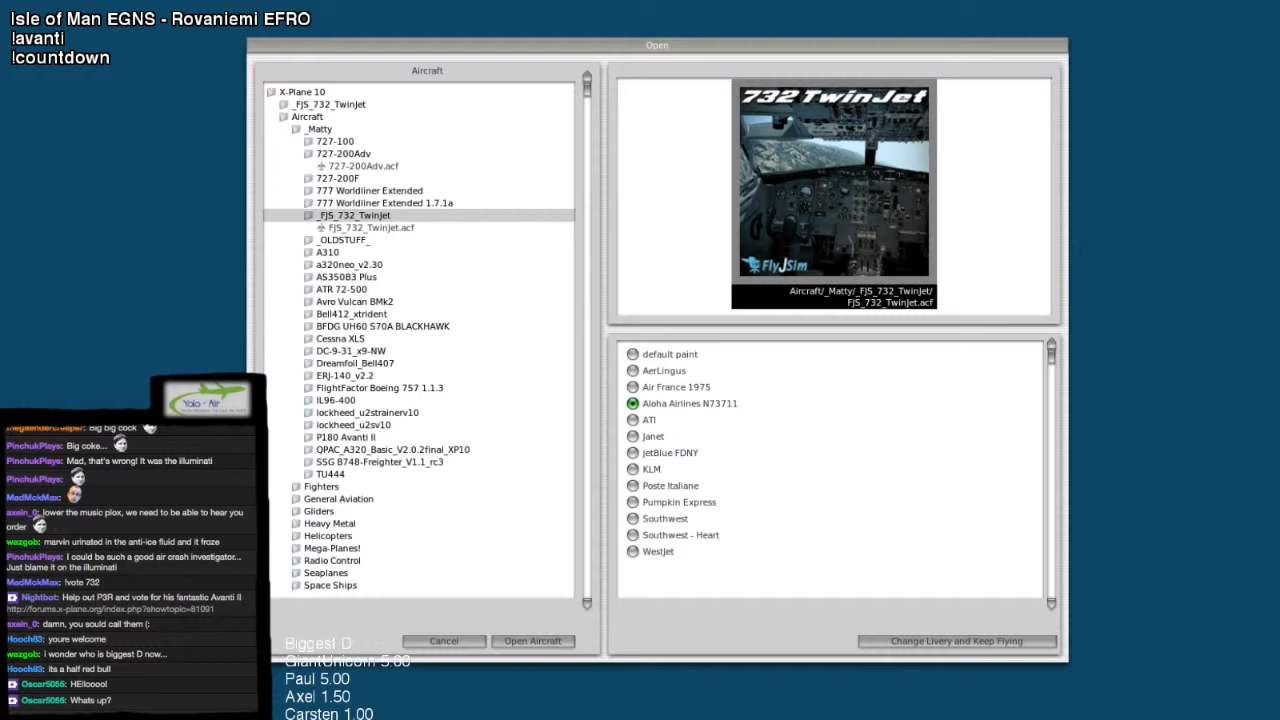 Isle of Man EGNS - Rovaniemi EFRO
!avanti
!countdown
Open
Aircraft
X-Plane 10
_FJS_732_TwinJet
Aircraft
_Matty
727-100
727-200Adv
727-200Adv.acf
727-200F
777 Worldliner Extended
777 Worldliner Extended 1.7.1a
_FJS_732_TwinJet
FJS_732_TwinJet.acf
_OLDSTUFF_
A310
a320neo_v2.30
AS350B3 Plus
ATR 72-500
Avro Vulcan BMk2
Bell412_xtrident
BFDG UH60 S70A BLACKHAWK
Cessna XLS
DC-9-31_x9-NW
Dreamfoil_Bell407
ERJ-140_v2.2
FlightFactor Boeing 757 1.1.3
IL96-400
lockheed_u2strainerv10
lockheed_u2sv10
P180 Avanti II
QPAC_A320_Basic_V2.0.2final_XP10
SSG B748-Freighter_V1.1_rc3
TU444
Fighters
General Aviation
Gliders
Heavy Metal
Helicopters
Mega-Planes!
Radio Control
Seaplanes
Space Ships
Cancel
Open Aircraft
732 TwinJet
FlyJSim
Aircraft/_Matty/_FJS_732_TwinJet/
FJS_732_TwinJet.acf
default paint
AerLingus
Air France 1975
Aloha Airlines N73711
ATI
Janet
jetBlue FDNY
KLM
Poste Italiane
Pumpkin Express
Southwest
Southwest - Heart
WestJet
Change Livery and Keep Flying
Yolo - Air
megaendercreeper: Big big cock
PinchukPlays: Big coke...
PinchukPlays: Mad, that's wrong! It was the illuminati
PinchukPlays:
MadMckMax:
axeln_0: lower the music plox, we need to be able to hear you
order
wazgob: marvin urinated in the anti-ice fluid and it froze
PinchukPlays: I could be such a good air crash investigator...
Just blame it on the illuminati
MadMckMax: !vote 732
Nightbot: Help out P3R and vote for his fantastic Avanti II
http://forums.x-plane.org/index.php?showtopic=81091
axeln_0: damn, you sould call them (;
Hooch83: youre welcome
wazgob: i wonder who is biggest D now...
Hooch83: its a half red bull
Oscar5055: HEllooool
Oscar5055: Whats up?
Biggest D
GiantUnicorn 5.00
Paul 5.00
Axel 1.50
Carsten 1.00